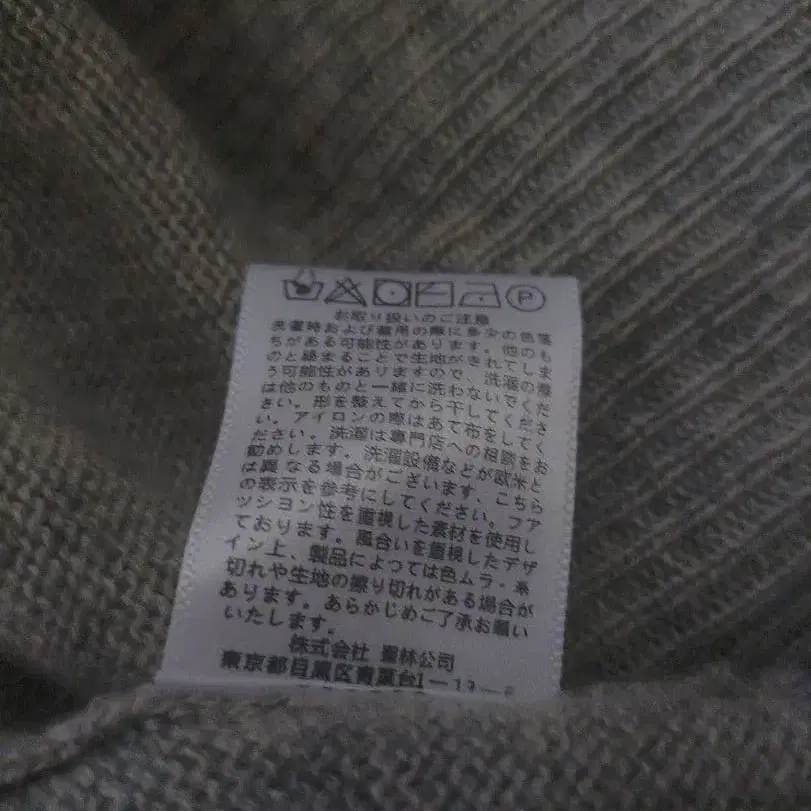 P
お取り扱いのご注意
洗濯時および着用の際に多少の色落
ちがある可能性があります。他のも
のと絡まることで生地がきれてしま
う可能性がありますので、洗濯の際
は他のものと一緒に洗わないでくだ
さい。形を整えてから干してくださ
い。アイロンの際はあて布をしてく
ださい。洗濯は専門店への相談をお
勧めします。洗濯設備などが欧米と
は異なる場合がございます、こちら
の表示を参考にしてください。ファ
ッション性を重視した素材を使用し
ております。風合いを重視したデザ
イン上、製品によっては色ムラ・糸
切れや生地の擦り切れがある場合が
あります。あらかじめご了承お願い
いたします。
株式会社 聖林公司
東京都目黒区青葉台1-13-